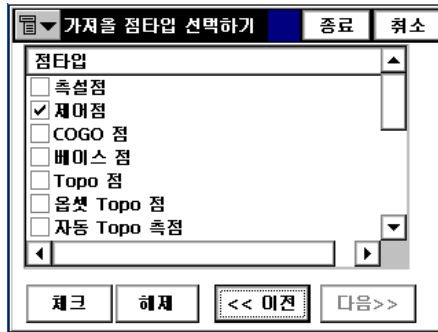 가져올 점타입 선택하기 종료 취소
점타입
측설점
제어점
COGO 점
베이스 점
Topo 점
옵셋 Topo 점
자동 Topo 측점
체크 해제 << 이전 다음>>